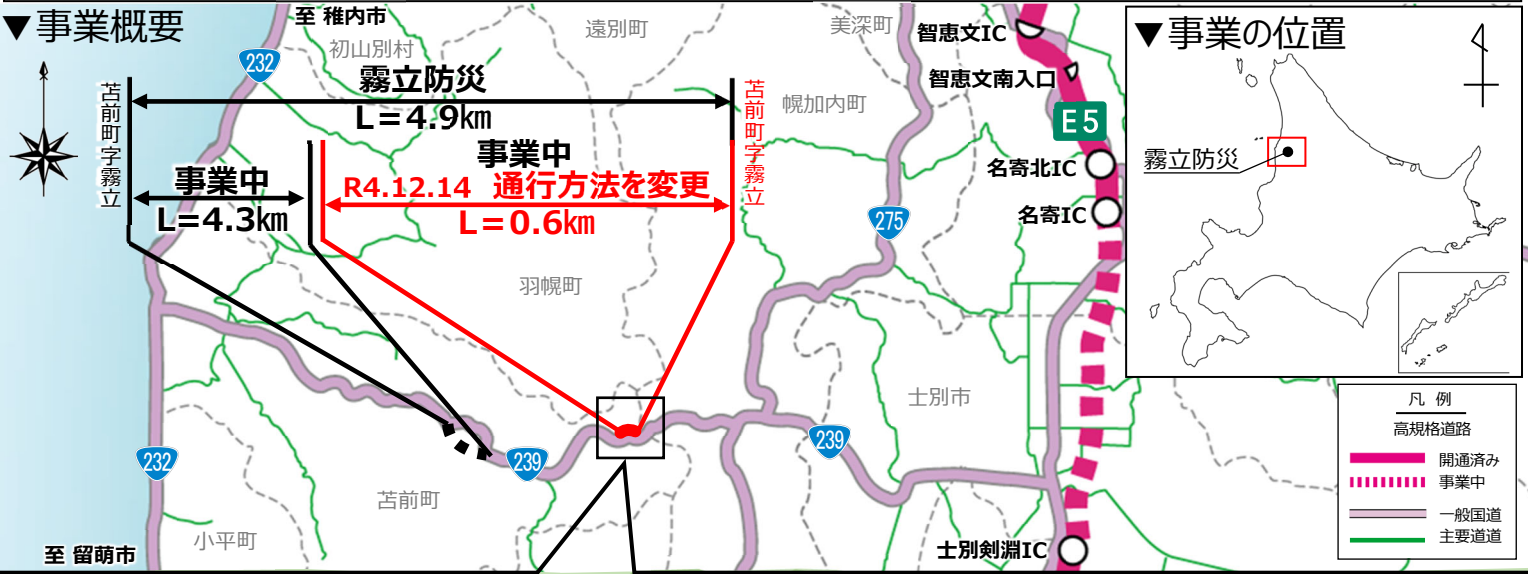 ▼事業概要
至 稚内市
初山別村
遠別町
美深町
智恵文IC
智恵文南入口
▼事業の位置
232
霧立防災
L=4.9㎞
苫前町字霧立
苫前町字霧立
幌加内町
E5
事業中
L=4.3㎞
事業中
R4.12.14 通行方法を変更
L=0.6㎞
名寄北IC
名寄IC
霧立防災
275
羽幌町
士別市
凡 例
高規格道路
開通済み
事業中
一般国道
主要道道
232
239
239
苫前町
小平町
至 留萌市
士別剣淵IC